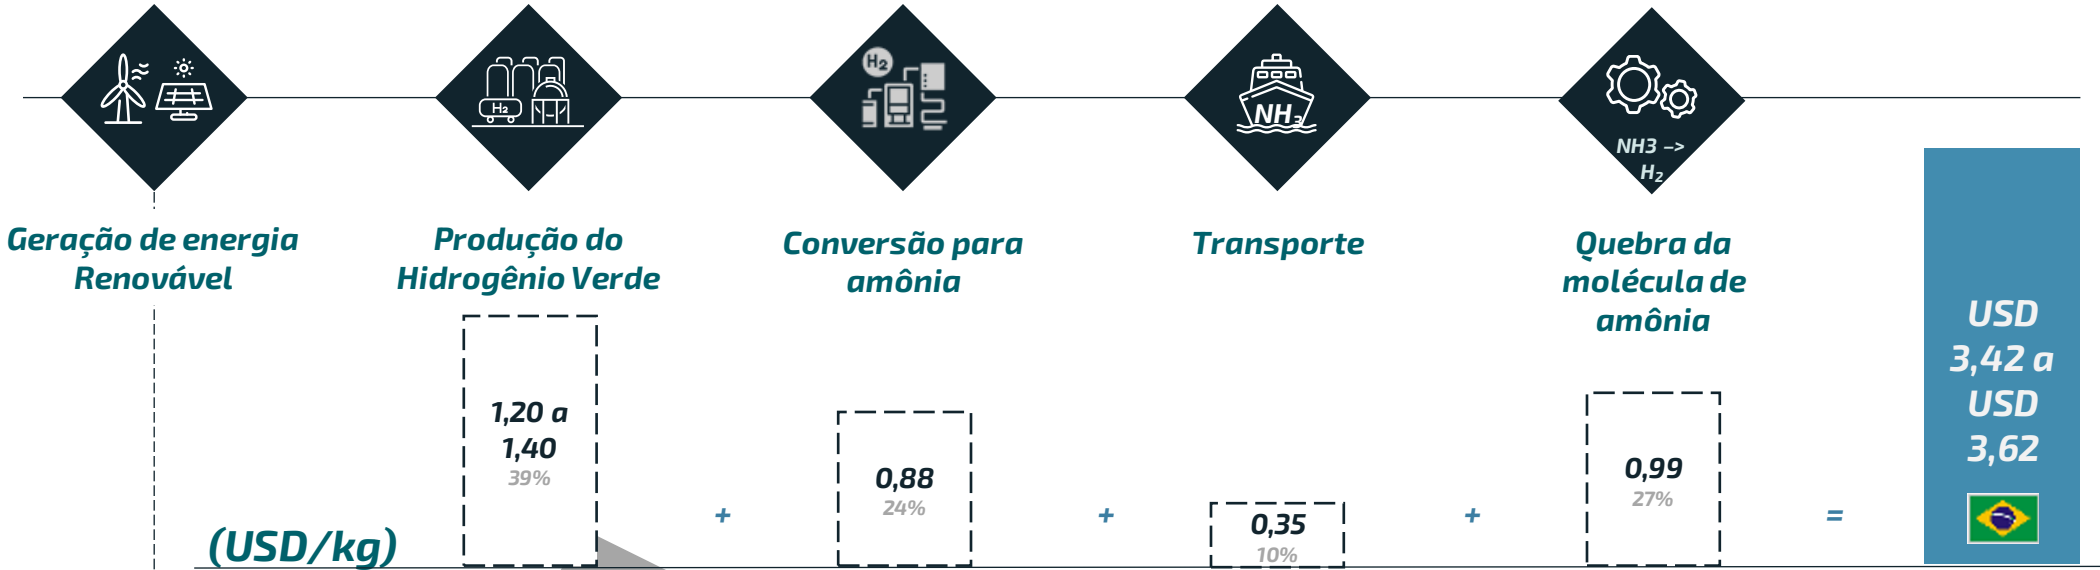 H₂
H₂
NH₃
NH3 –>
H₂
Geração de energia
Renovável
Produção do
Hidrogênio Verde
Conversão para
amônia
Transporte
Quebra da
molécula de
amônia
(USD/kg)
1,20 a
1,40
39%
+
0,88
24%
+
0,35
10%
+
0,99
27%
=
USD
3,42 a
USD
3,62